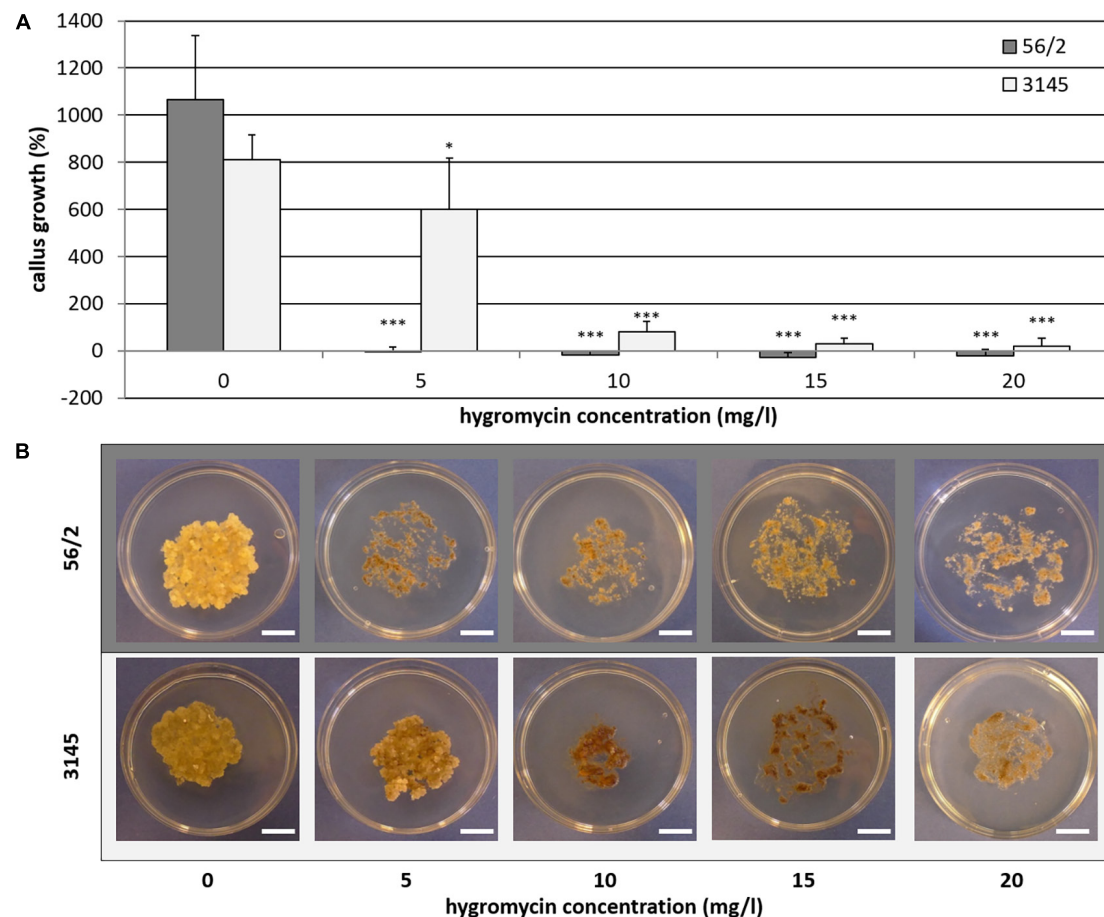 A
1400
56/2
1200
3145
1000
callus growth (%)
800
*
600
400
200
*** *** *** *** *** *** ***
0
0 5 10 15 20
-200
hygromycin concentration (mg/l)
B
56/2
3145
0 5 10 15 20
hygromycin concentration (mg/l)